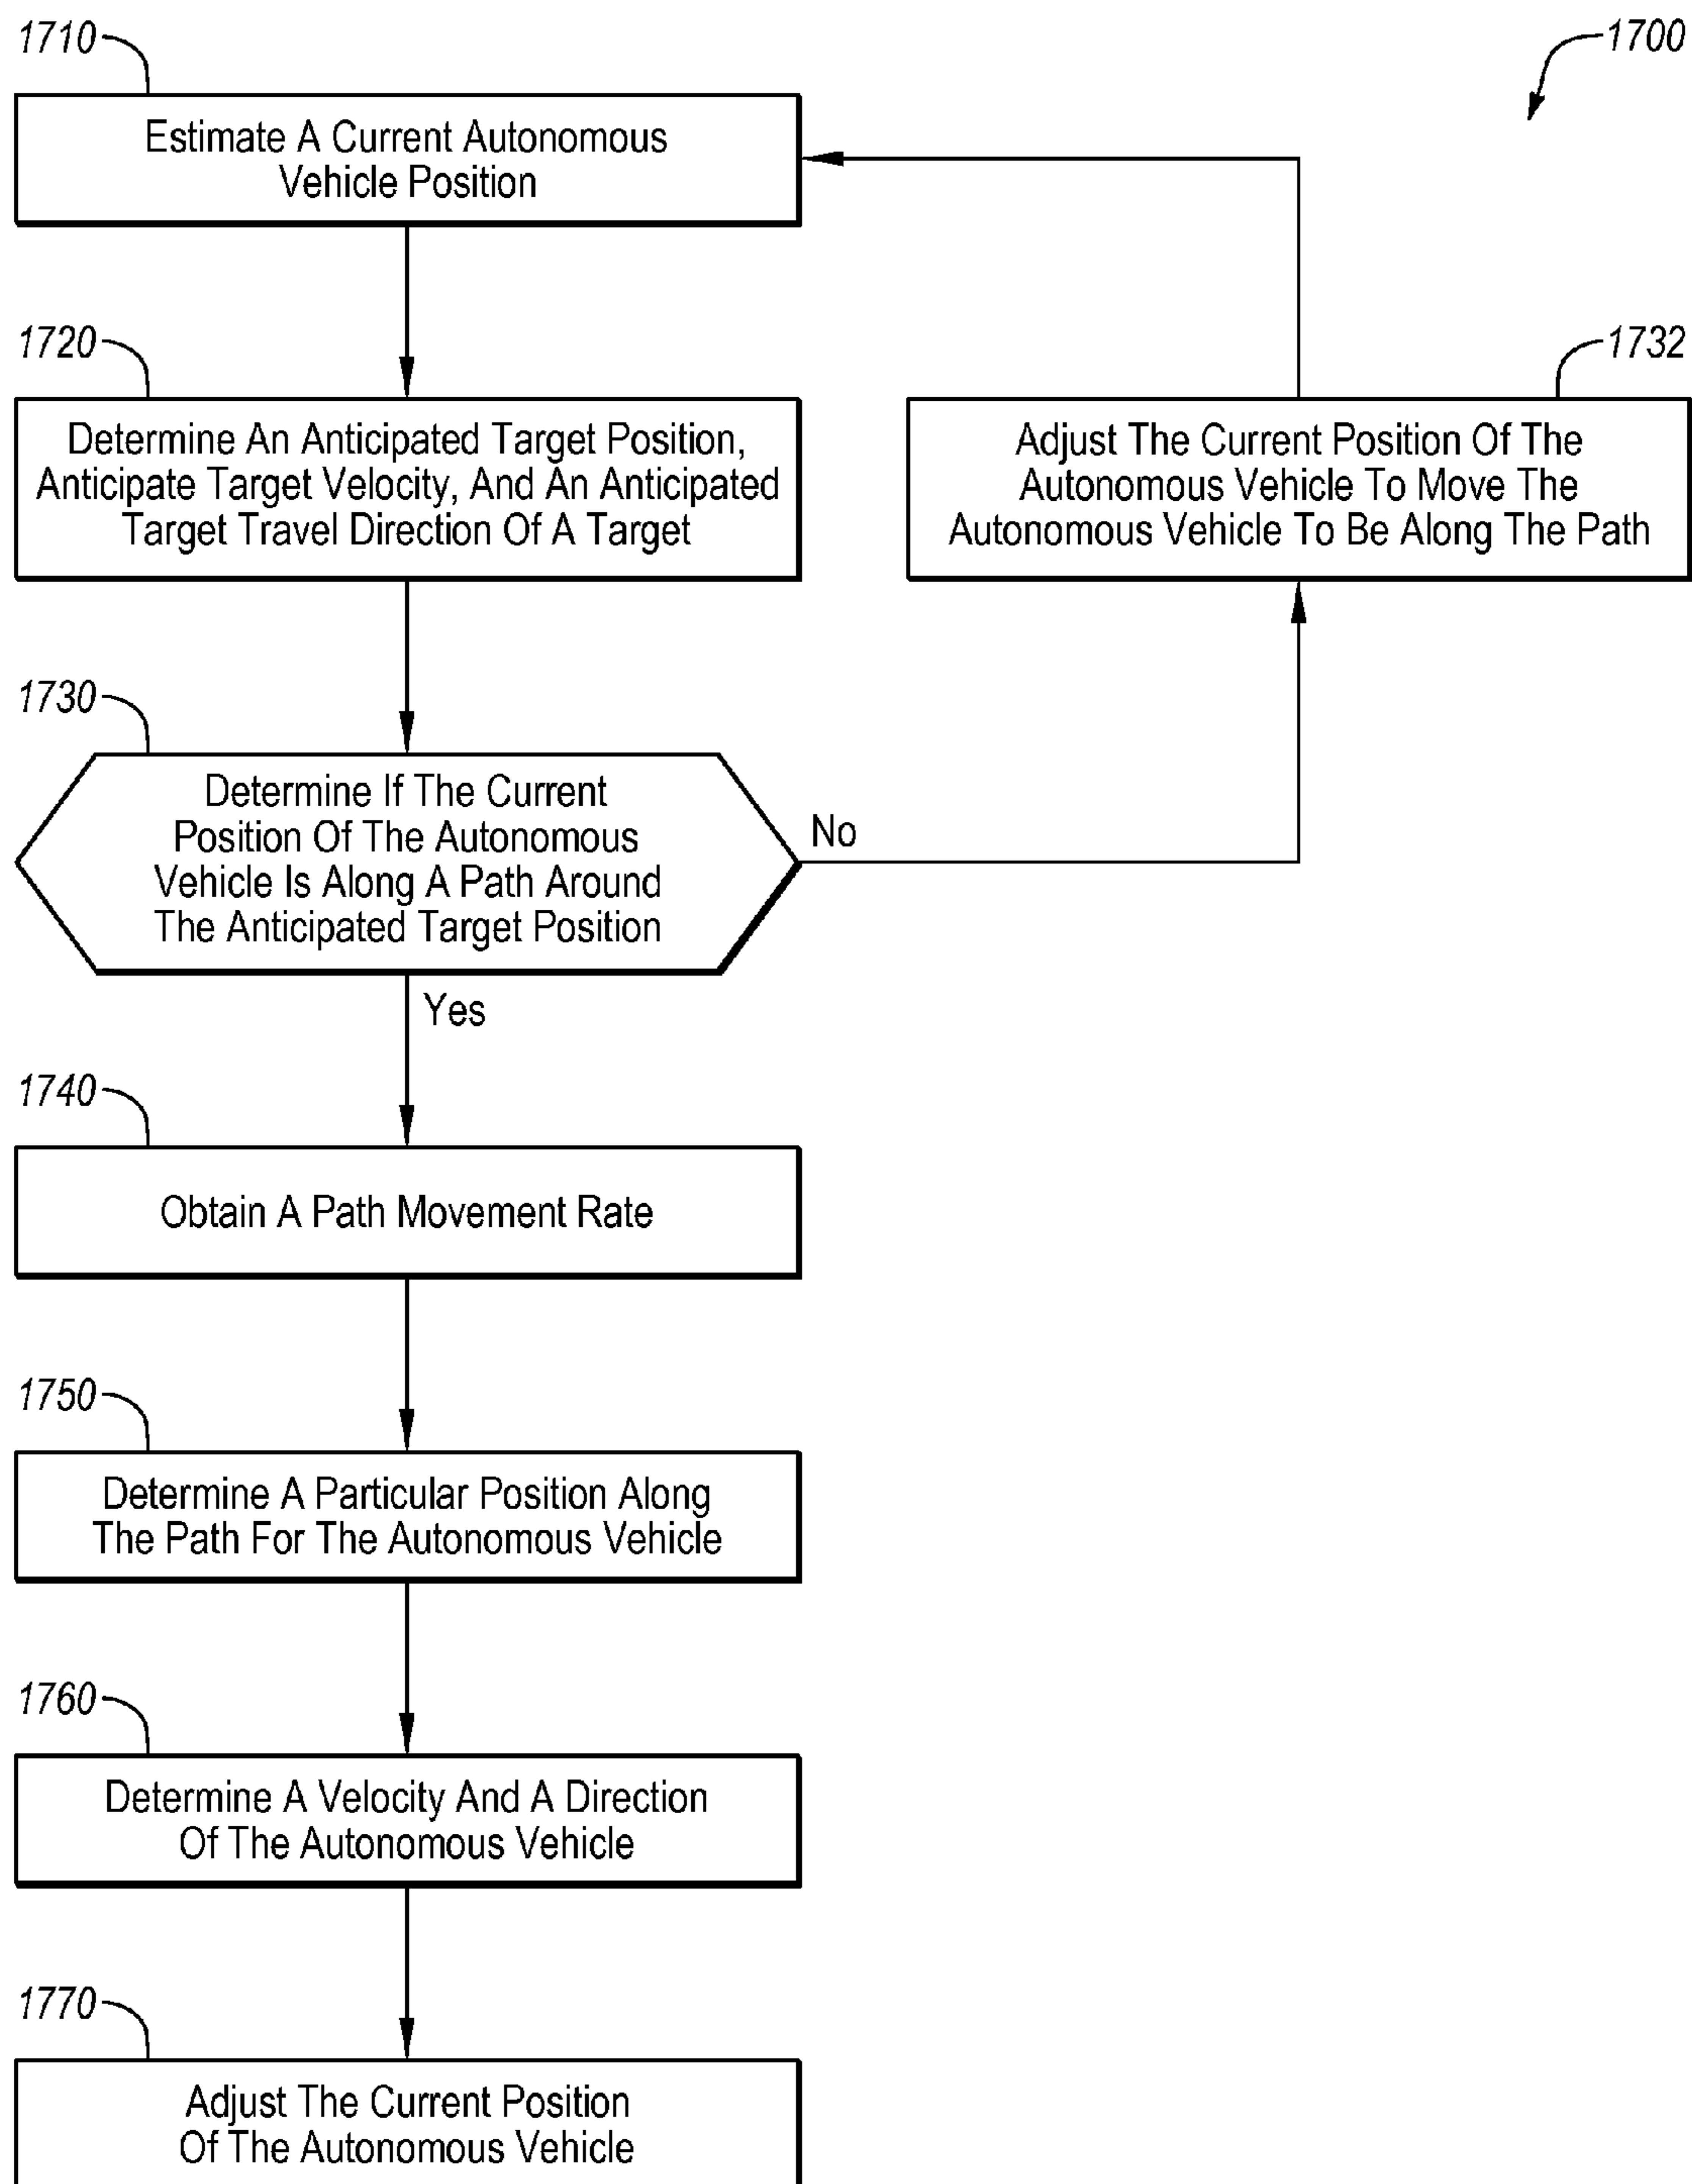 1710
1700
Estimate A Current Autonomous
Vehicle Position
1720
1732
Determine An Anticipated Target Position,
Anticipate Target Velocity, And An Anticipated
Target Travel Direction Of A Target
Adjust The Current Position Of The
Autonomous Vehicle To Move The
Autonomous Vehicle To Be Along The Path
1730
Determine If The Current
Position Of The Autonomous
Vehicle Is Along A Path Around
The Anticipated Target Position
No
Yes
1740
Obtain A Path Movement Rate
1750
Determine A Particular Position Along
The Path For The Autonomous Vehicle
1760
Determine A Velocity And A Direction
Of The Autonomous Vehicle
1770
Adjust The Current Position
Of The Autonomous Vehicle